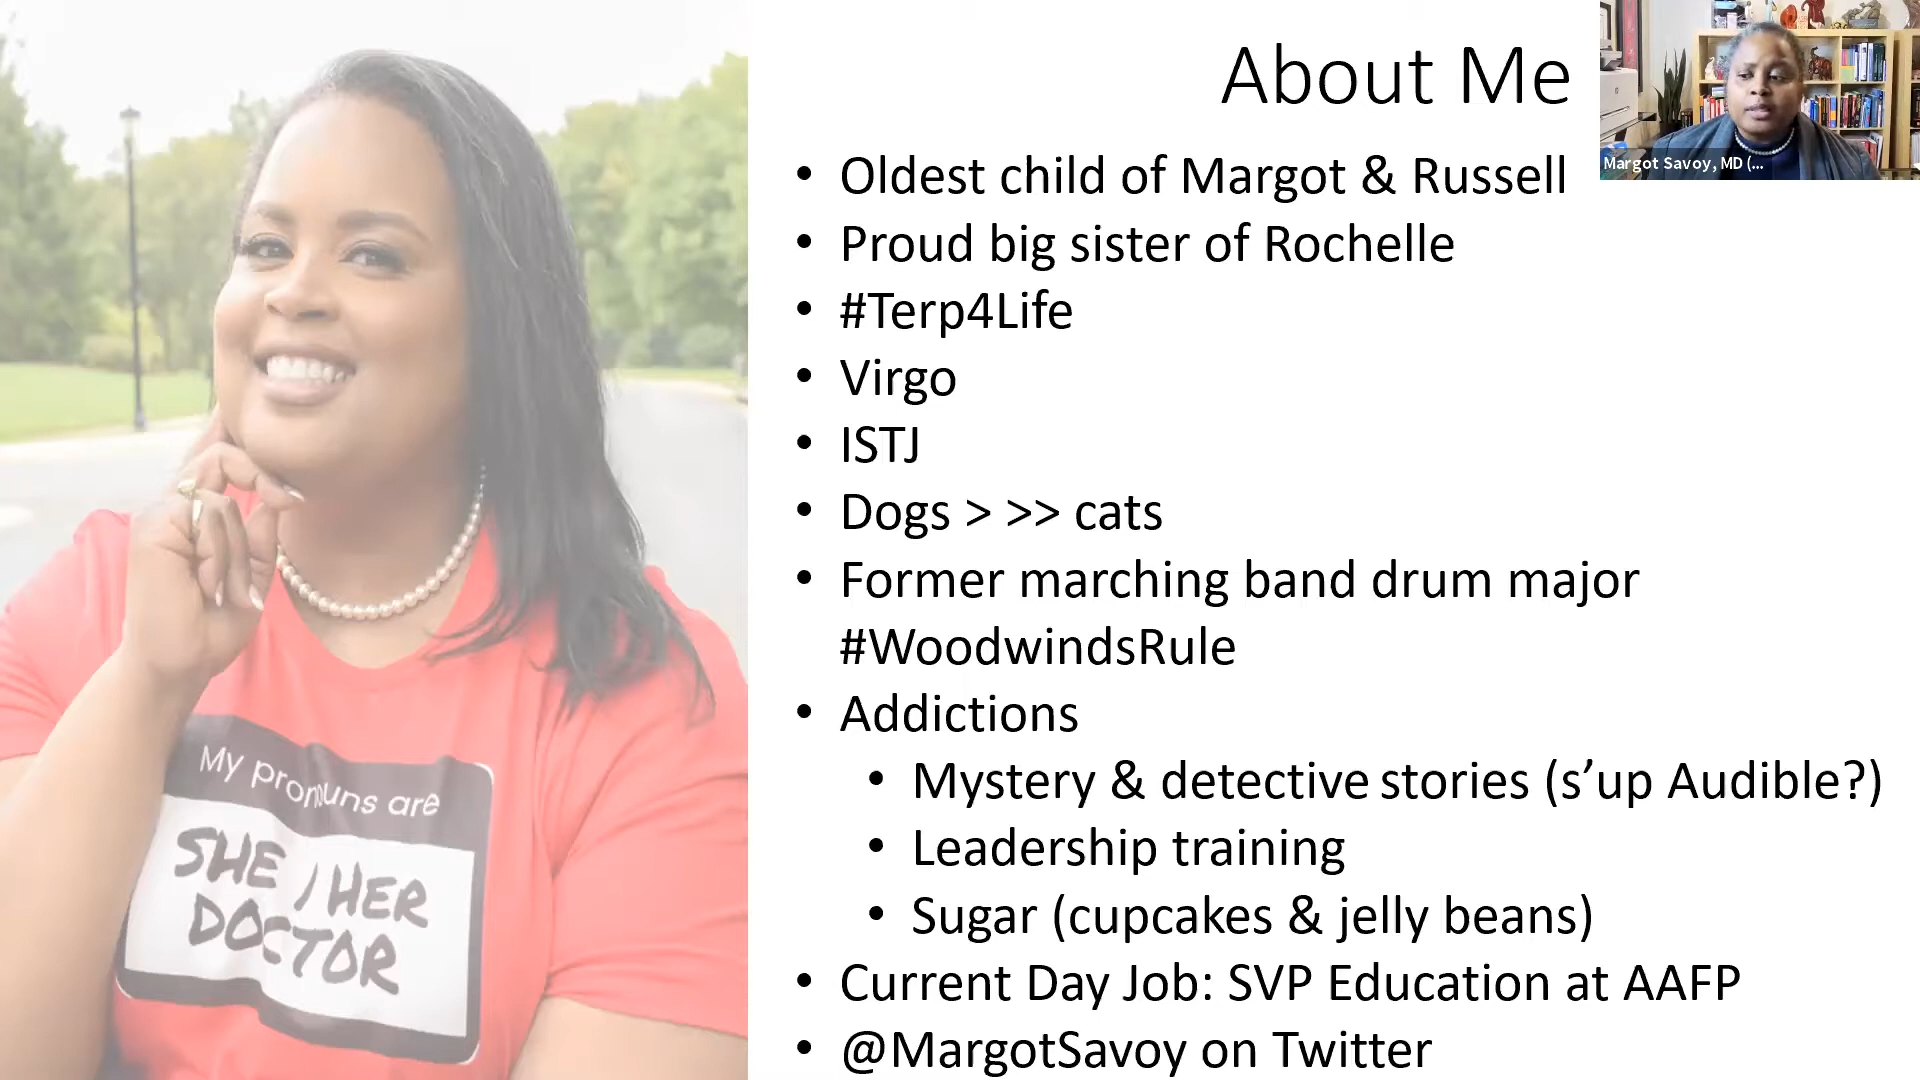 About Me
Margot Savoy, MD (...
• Oldest child of Margot & Russell
• Proud big sister of Rochelle
• #Terp4Life
• Virgo
• ISTJ
• Dogs > >> cats
• Former marching band drum major
#WoodwindsRule
• Addictions
• Mystery & detective stories (s’up Audible?)
• Leadership training
• Sugar (cupcakes & jelly beans)
• Current Day Job: SVP Education at AAFP
• @MargotSavoy on Twitter
My pronouns are
SHE / HER
DOCTOR